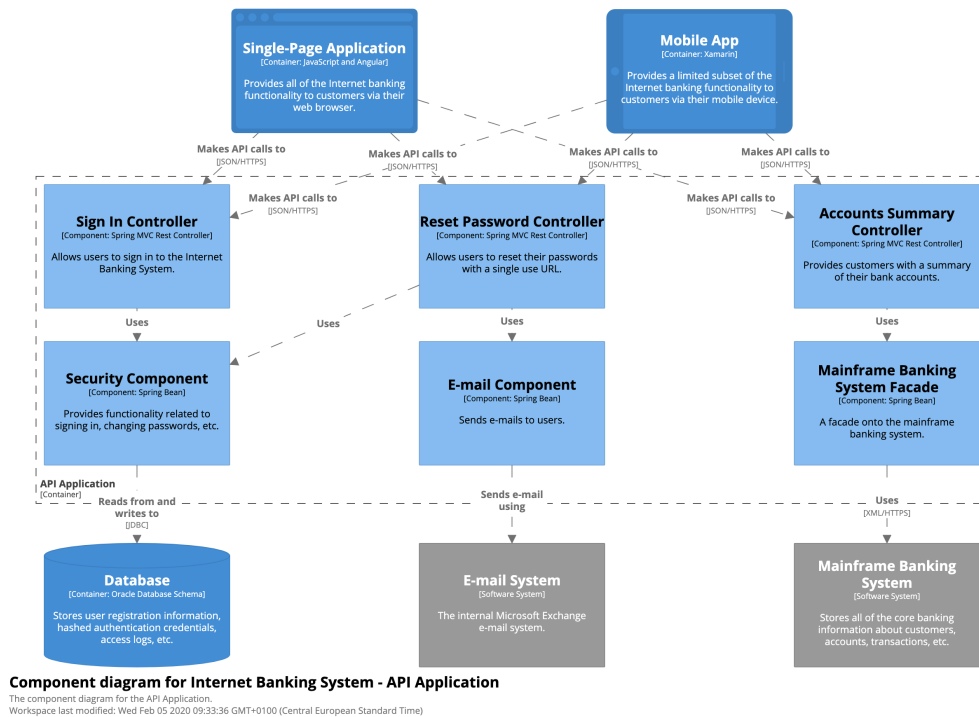 Single-Page Application
[Container: JavaScript and Angular]
Provides all of the Internet banking
functionality to customers via their
web browser.
Mobile App
[Container: Xamarin]
Provides a limited subset of the
Internet banking functionality to
customers via their mobile device.
Makes API calls to
[JSON/HTTPS]
Makes API calls to
[JSON/HTTPS]
Makes API calls to
[JSON/HTTPS]
Makes API calls to
[JSON/HTTPS]
Makes API calls to
[JSON/HTTPS]
Makes API calls to
[JSON/HTTPS]
Sign In Controller
[Component: Spring MVC Rest Controller]
Allows users to sign in to the Internet
Banking System.
Reset Password Controller
[Component: Spring MVC Rest Controller]
Allows users to reset their passwords
with a single use URL.
Accounts Summary
Controller
[Component: Spring MVC Rest Controller]
Provides customers with a summary
of their bank accounts.
Uses
Uses
Uses
Uses
Security Component
[Component: Spring Bean]
Provides functionality related to
signing in, changing passwords, etc.
E-mail Component
[Component: Spring Bean]
Sends e-mails to users.
Mainframe Banking
System Facade
[Component: Spring Bean]
A facade onto the mainframe
banking system.
API Application
[Container]
Reads from and
writes to
[JDBC]
Sends e-mail
using
Uses
[XML/HTTPS]
Database
[Container: Oracle Database Schema]
Stores user registration information,
hashed authentication credentials,
access logs, etc.
E-mail System
[Software System]
The internal Microsoft Exchange
e-mail system.
Mainframe Banking
System
[Software System]
Stores all of the core banking
information about customers,
accounts, transactions, etc.
Component diagram for Internet Banking System - API Application
The component diagram for the API Application.
Workspace last modified: Wed Feb 05 2020 09:33:36 GMT+0100 (Central European Standard Time)